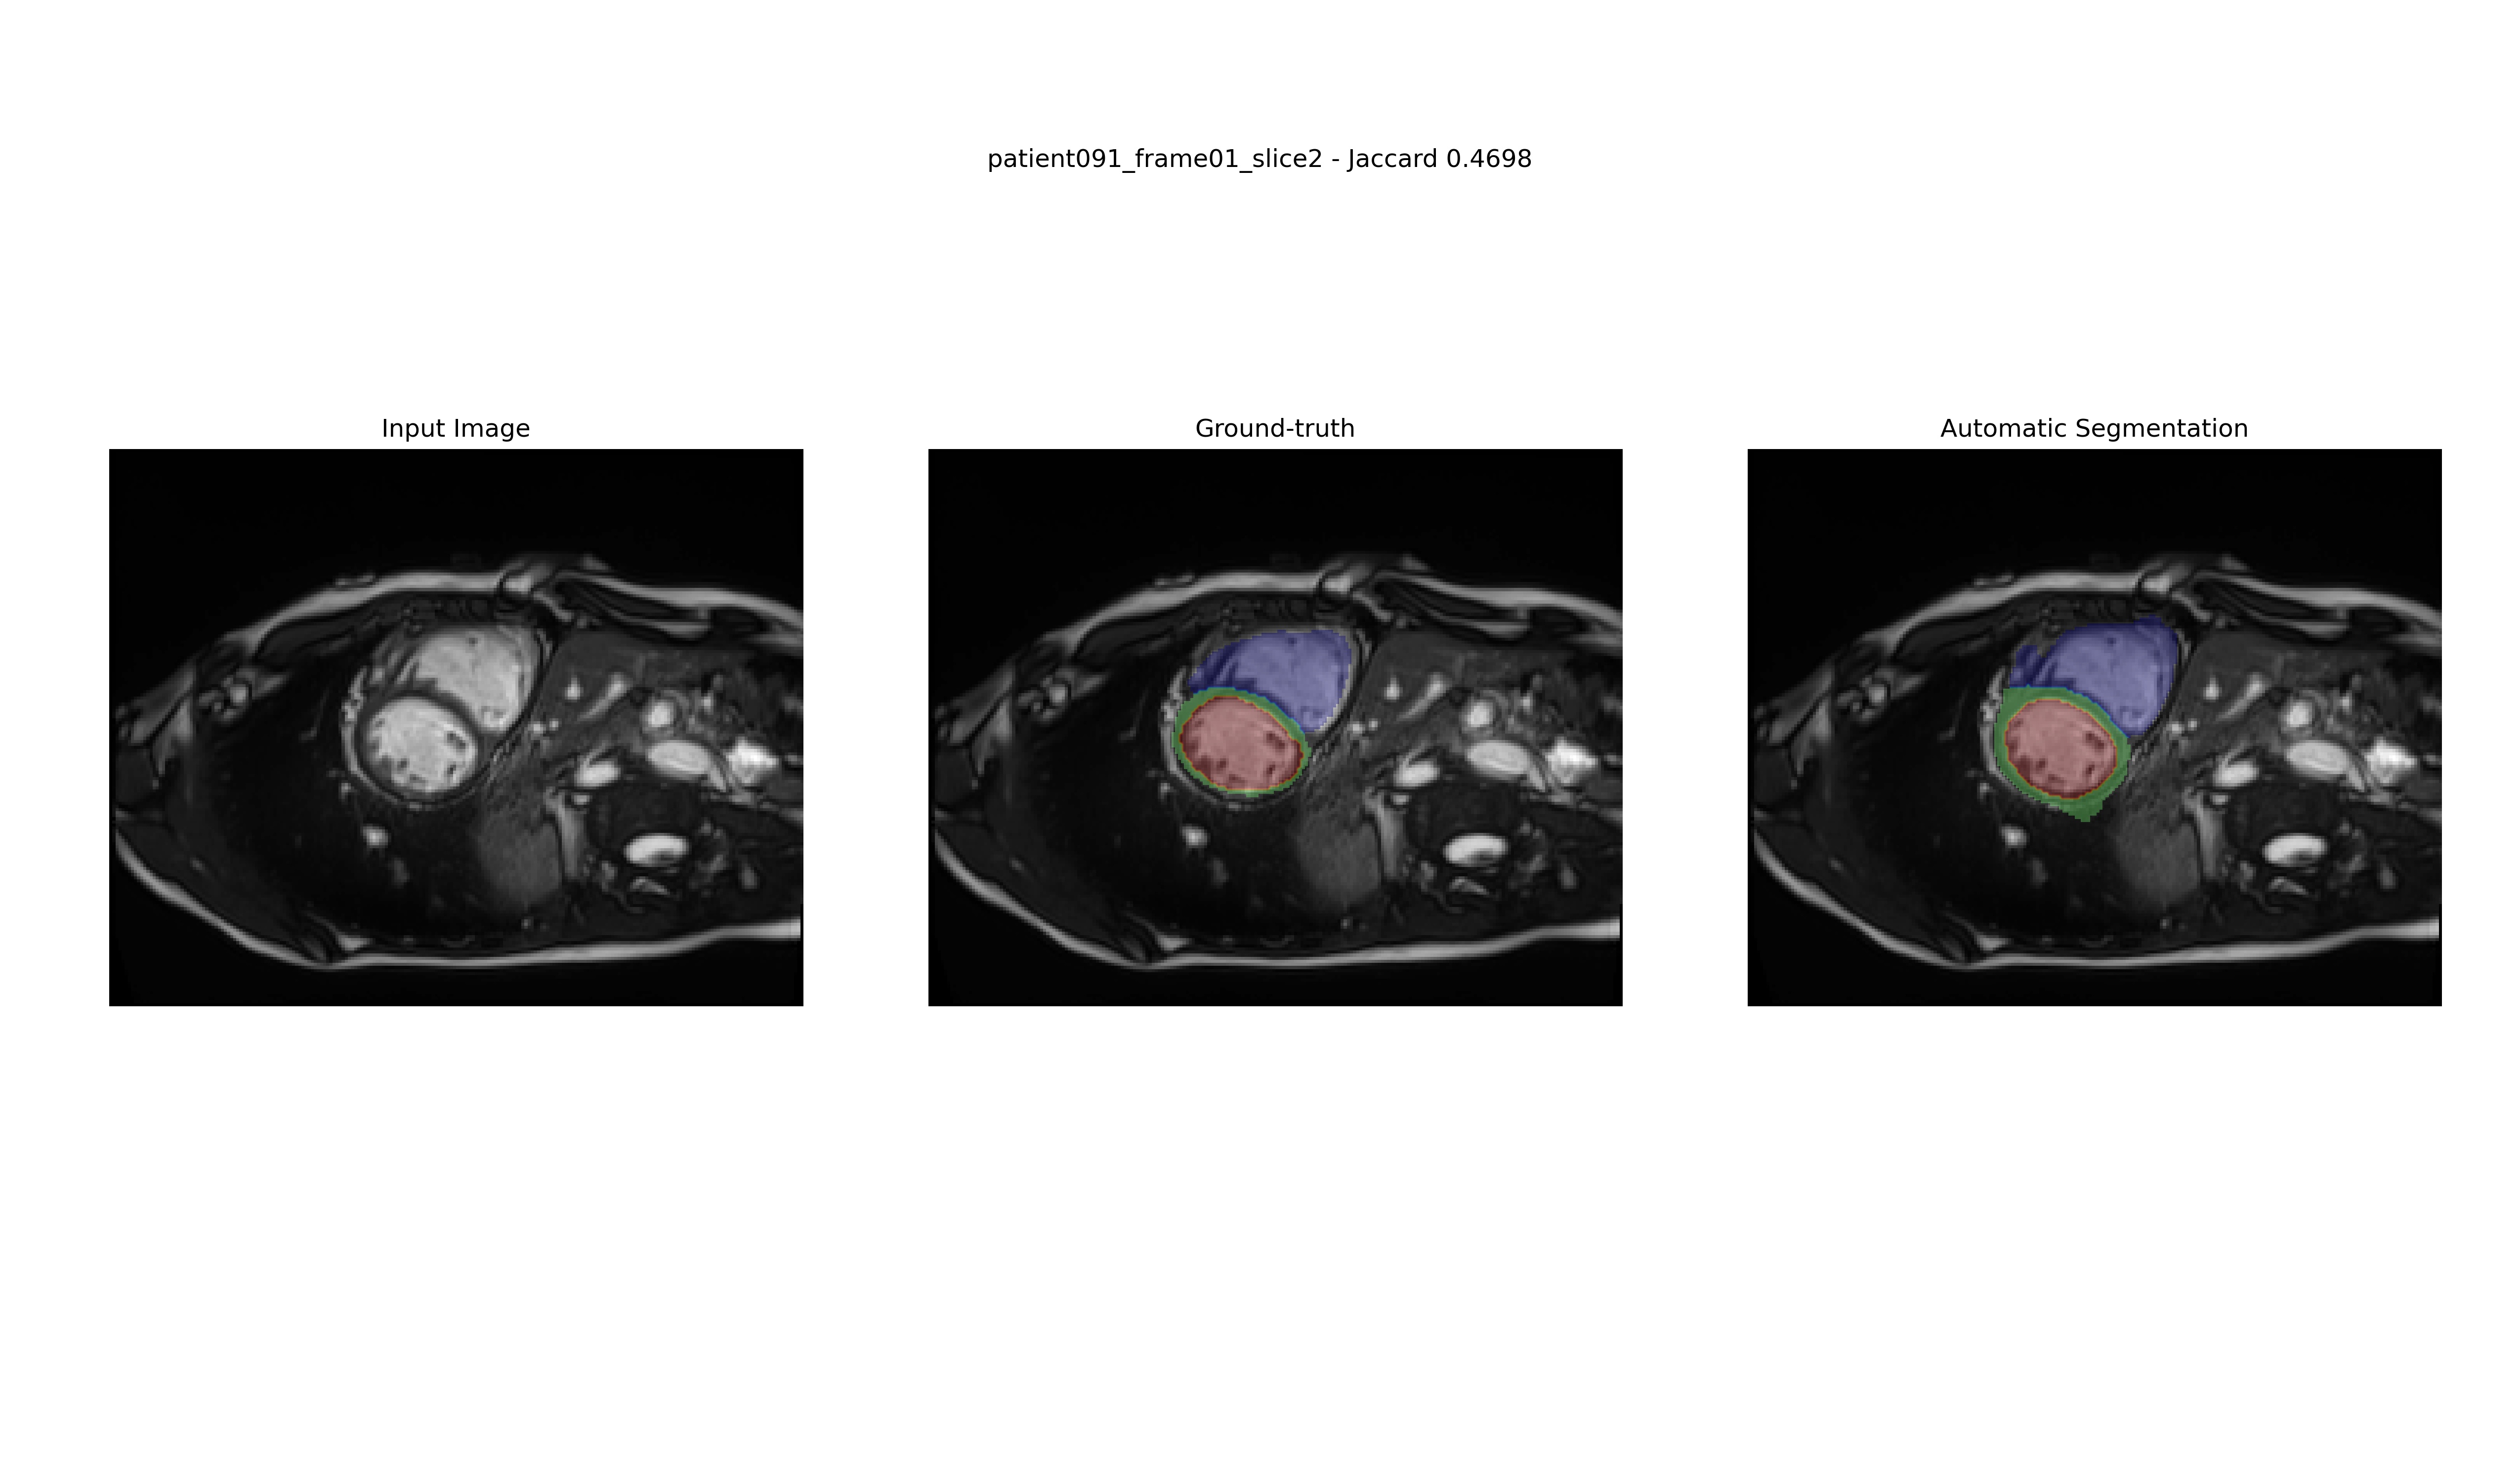 patient091_frame01_slice2 - Jaccard 0.4698
Input Image
Ground-truth
Automatic Segmentation